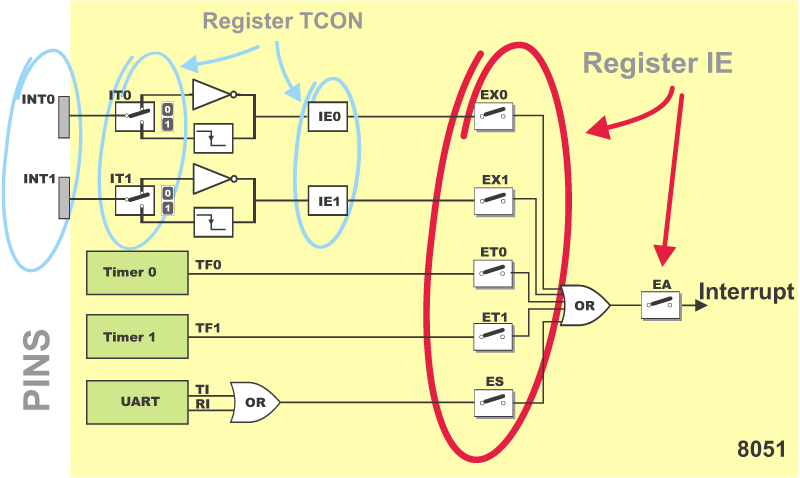 Register TCON
Register IE
INT0
IT0
0
1
IE0
EX0
INT1
IT1
0
1
IE1
EX1
Timer 0
TF0
ET0
EA
Interrupt
OR
Timer 1
TF1
ET1
PINS
UART
TI
RI
OR
ES
8051